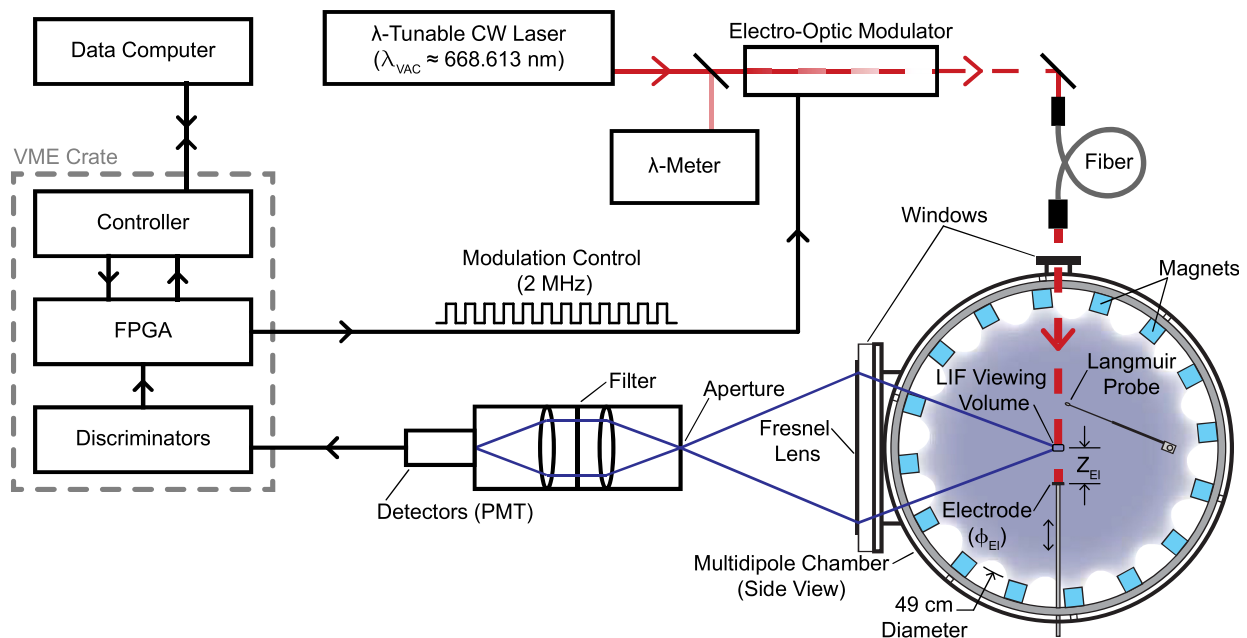 Data Computer
λ-Tunable CW Laser
(λVAC ≈ 668.613 nm)
Electro-Optic Modulator
λ-Meter
Fiber
VME Crate
Controller
FPGA
Discriminators
Modulation Control
(2 MHz)
Windows
Magnets
Filter
Aperture
Detectors (PMT)
Fresnel
Lens
LIF Viewing
Volume
Langmuir
Probe
ZEl
Electrode
(ϕEl)
Multidipole Chamber
(Side View)
49 cm
Diameter